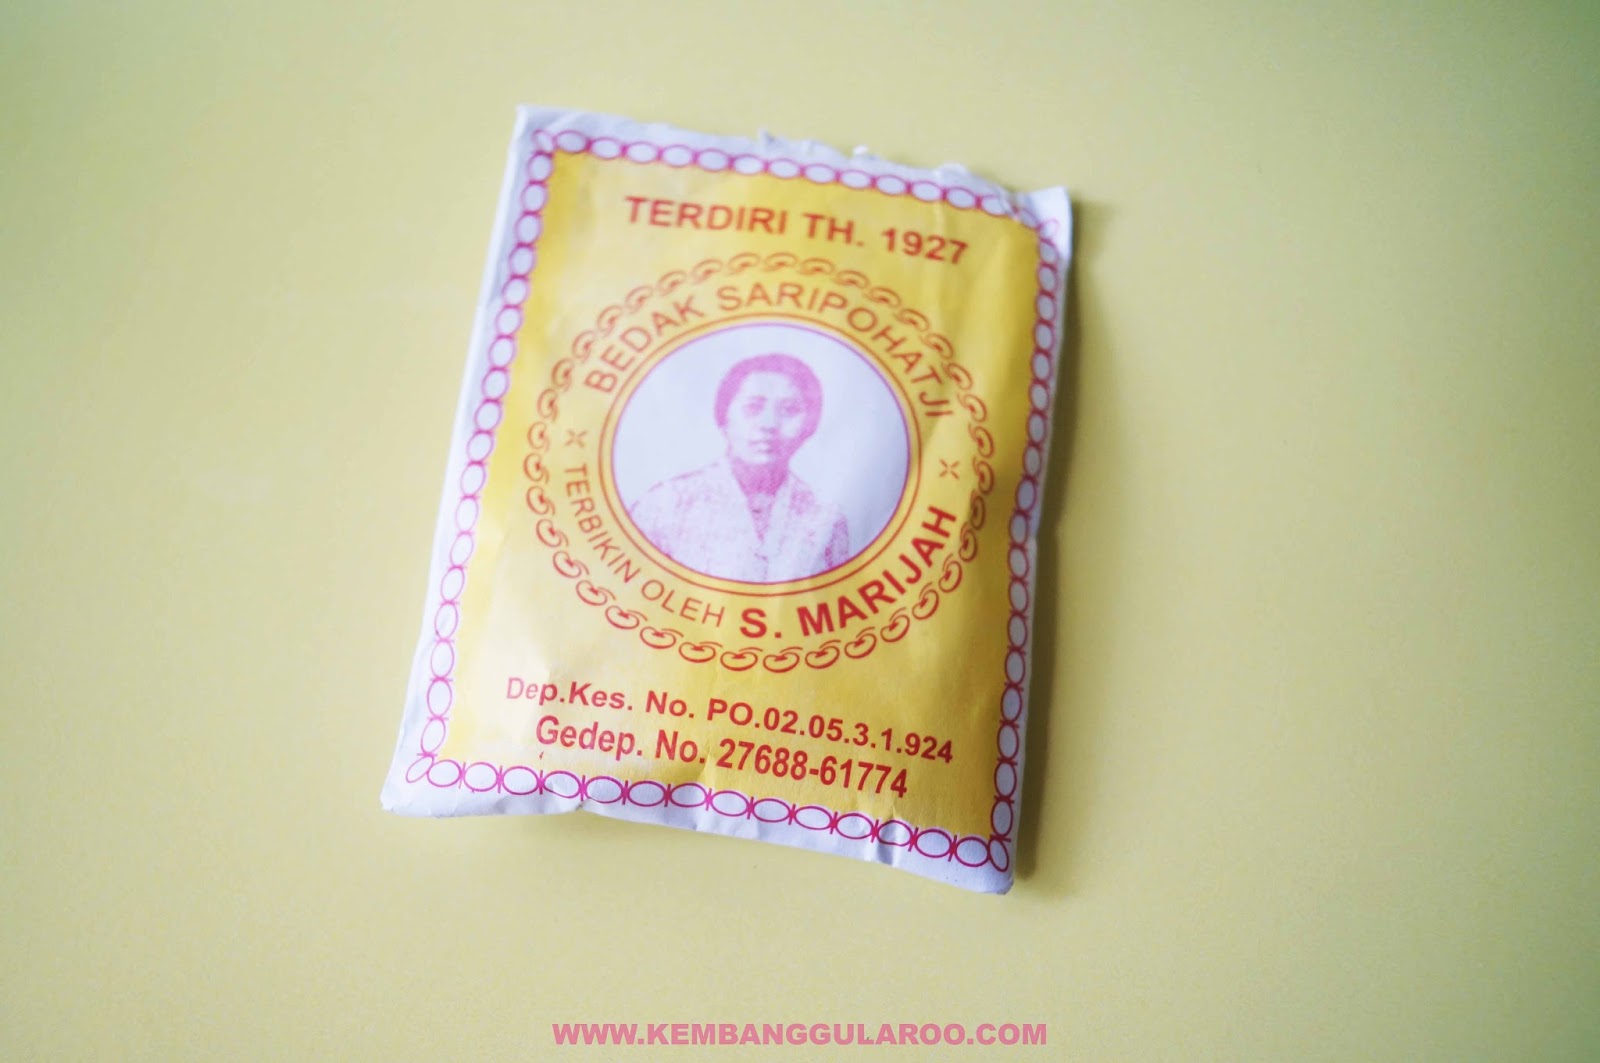 TERDIRI TH. 1927
BEDAK SARIPOHATJI
TERBIKIN OLEH S. MARIJAH
Dep.Kes. No. PO.02.05.3.1.924
Gedep. No. 27688-61774
WWW.KEMBANGGULAROO.COM